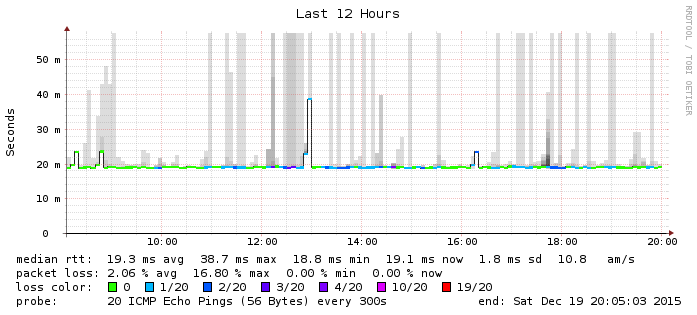 Last 12 Hours
RRDTOOL / TOBI OETIKER
Seconds
50 m
40 m
30 m
20 m
10 m
0
10:00 12:00 14:00 16:00 18:00 20:00
median rtt: 19.3 ms avg 38.7 ms max 18.8 ms min 19.1 ms now 1.8 ms sd 10.8 am/s
packet loss: 2.06 % avg 16.80 % max 0.00 % min 0.00 % now
loss color: 0 1/20 2/20 3/20 4/20 10/20 19/20
probe: 20 ICMP Echo Pings (56 Bytes) every 300s end: Sat Dec 19 20:05:03 2015